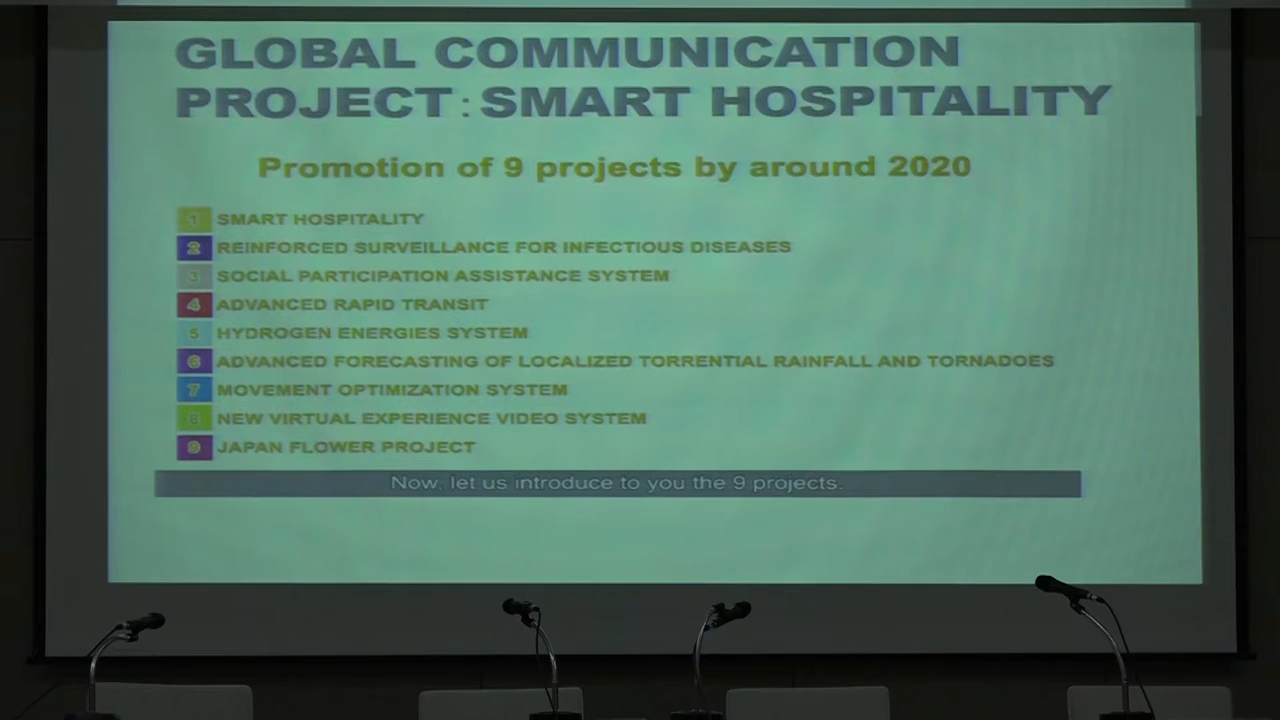 GLOBAL COMMUNICATION
PROJECT:SMART HOSPITALITY
Promotion of 9 projects by around 2020
1 SMART HOSPITALITY
2 REINFORCED SURVEILLANCE FOR INFECTIOUS DISEASES
3 SOCIAL PARTICIPATION ASSISTANCE SYSTEM
4 ADVANCED RAPID TRANSIT
5 HYDROGEN ENERGIES SYSTEM
6 ADVANCED FORECASTING OF LOCALIZED TORRENTIAL RAINFALL AND TORNADOES
7 MOVEMENT OPTIMIZATION SYSTEM
8 NEW VIRTUAL EXPERIENCE VIDEO SYSTEM
9 JAPAN FLOWER PROJECT
Now, let us introduce to you the 9 projects.